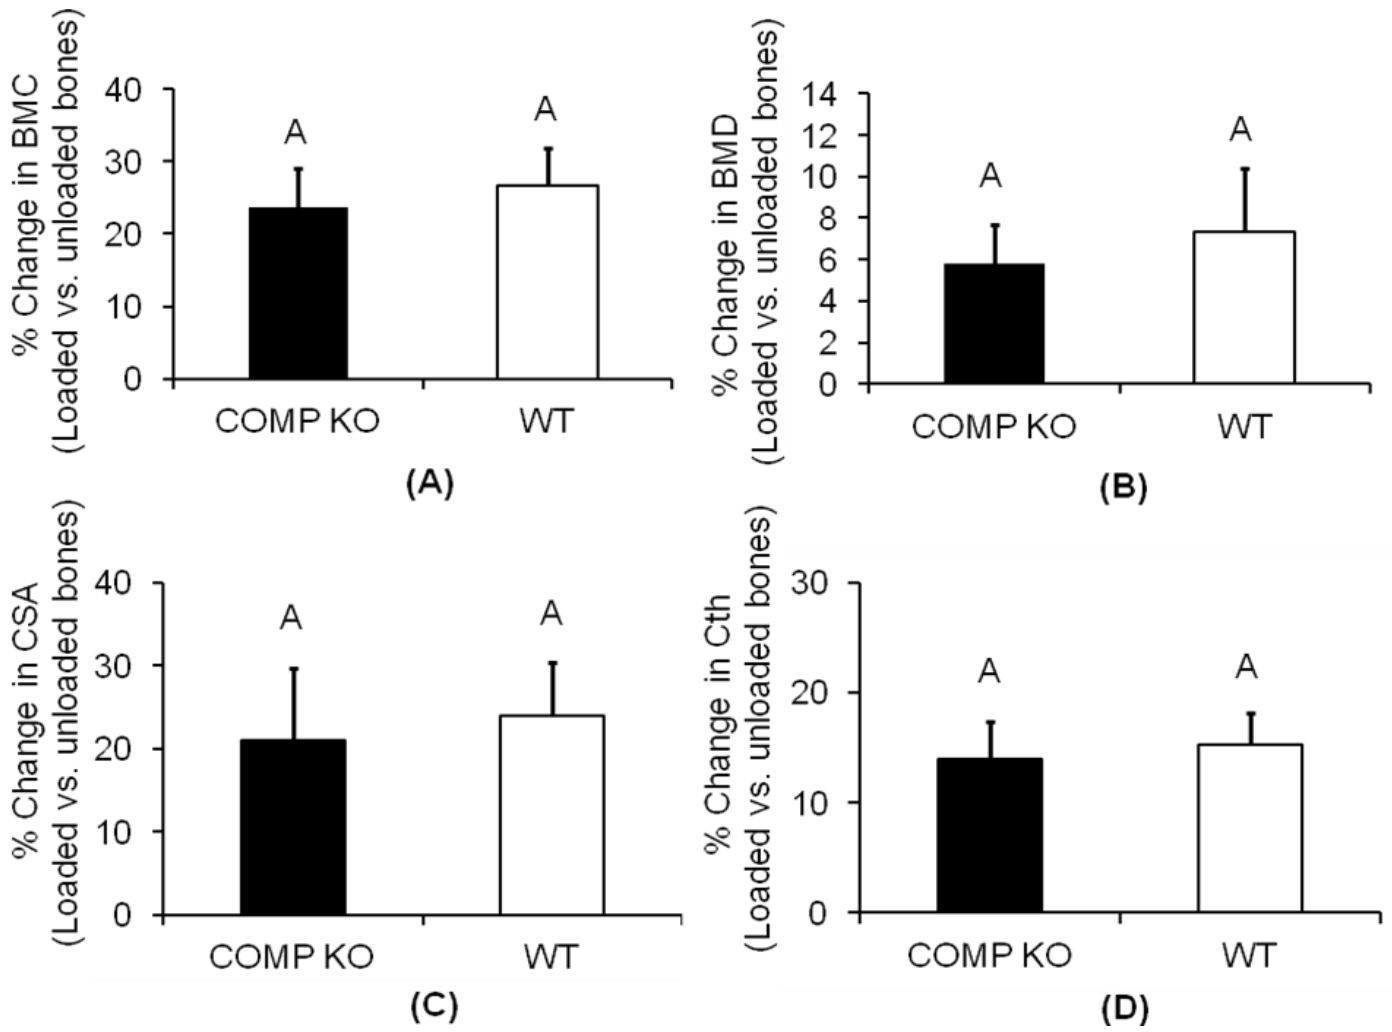 % Change in BMC
(Loaded vs. unloaded bones)
40
30
20
10
0
A
A
COMP KO
WT
(A)
% Change in BMD
(Loaded vs. unloaded bones)
14
12
10
8
6
4
2
0
A
A
COMP KO
WT
(B)
% Change in CSA
(Loaded vs. unloaded bones)
40
30
20
10
0
A
A
COMP KO
WT
(C)
% Change in Cth
(Loaded vs. unloaded bones)
30
20
10
0
A
A
COMP KO
WT
(D)